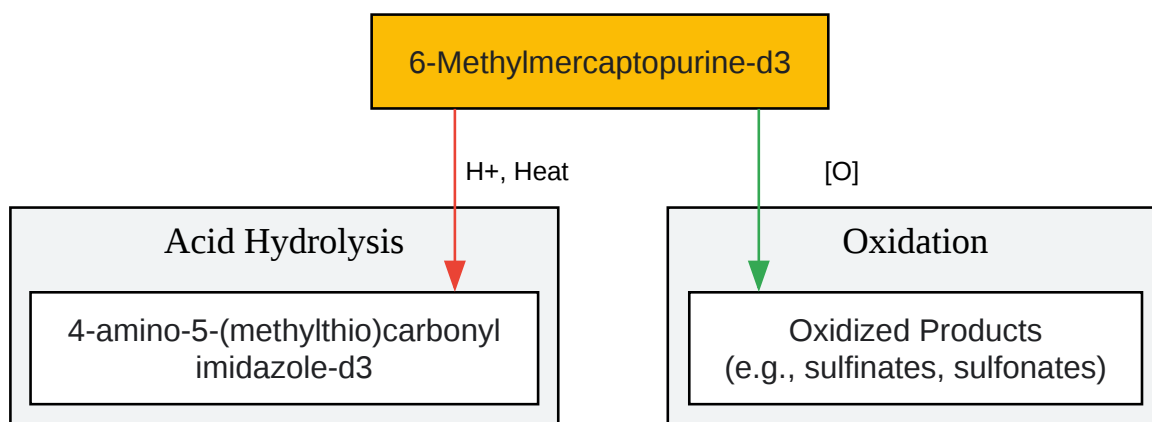 6-Methylmercaptopurine-d3
H+, Heat
[O]
Acid Hydrolysis
Oxidation
4-amino-5-(methylthio)carbonyl
imidazole-d3
Oxidized Products
(e.g., sulfinates, sulfonates)